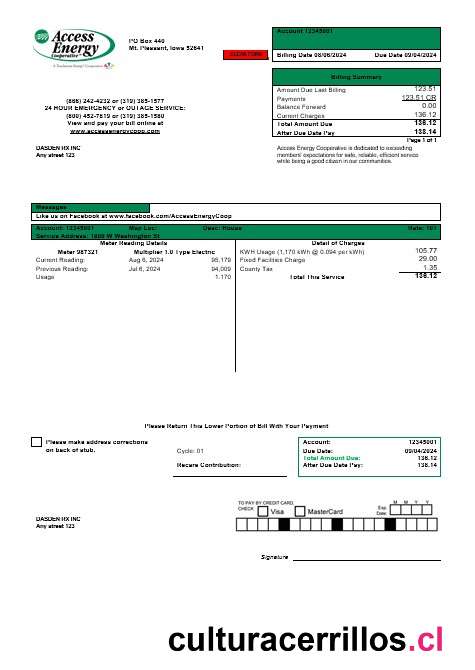 Access
Energy
Cooperative
A Touchstone Energy Cooperative
PO Box 440
Mt. Pleasant, Iowa 52641
Account 12345001
Billing Date 08/06/2024 Due Date 09/04/2024
Billing Summary
Amount Due Last Billing 123.51
Payments 123.51 CR
Balance Forward 0.00
Current Charges 136.12
Total Amount Due 136.12
After Due Date Pay 138.14
Page 1 of 1
(866) 242-4232 or (319) 385-1577
24 HOUR EMERGENCY or OUTAGE SERVICE:
(800) 452-7819 or (319) 385-1580
View and pay your bill online at
www.accessenergycoop.com
DASDEN RX INC
Any street 123
Access Energy Cooperative is dedicated to exceeding
members' expectations for safe, reliable, efficient service
while being a good citizen in our communities.
Messages
Like us on Facebook at www.facebook.com/AccessEnergyCoop
Account: 12345001 Map Loc: Desc: House Rate: 101
Service Address: 1800 W Washington St
Meter Reading Details Detail of Charges
Meter 987321 Multiplier 1.0 Type Electric
Current Reading: Aug 6, 2024 95,179
Previous Reading: Jul 6, 2024 94,009
Usage 1,170
KWH Usage (1,170 kWh @ 0.094 per kWh) 105.77
Fixed Facilities Charge 29.00
County Tax 1.35
Total This Service 136.12
Please Return This Lower Portion of Bill With Your Payment
Please make address corrections
on back of stub.
Cycle: 01
Recare Contribution:
Account: 12345001
Due Date: 09/04/2024
Total Amount Due: 136.12
After Due Date Pay: 138.14
TO PAY BY CREDIT CARD,
CHECK Visa MasterCard Exp. Date M M Y Y
DASDEN RX INC
Any street 123
Signature
culturacerrillos.cl